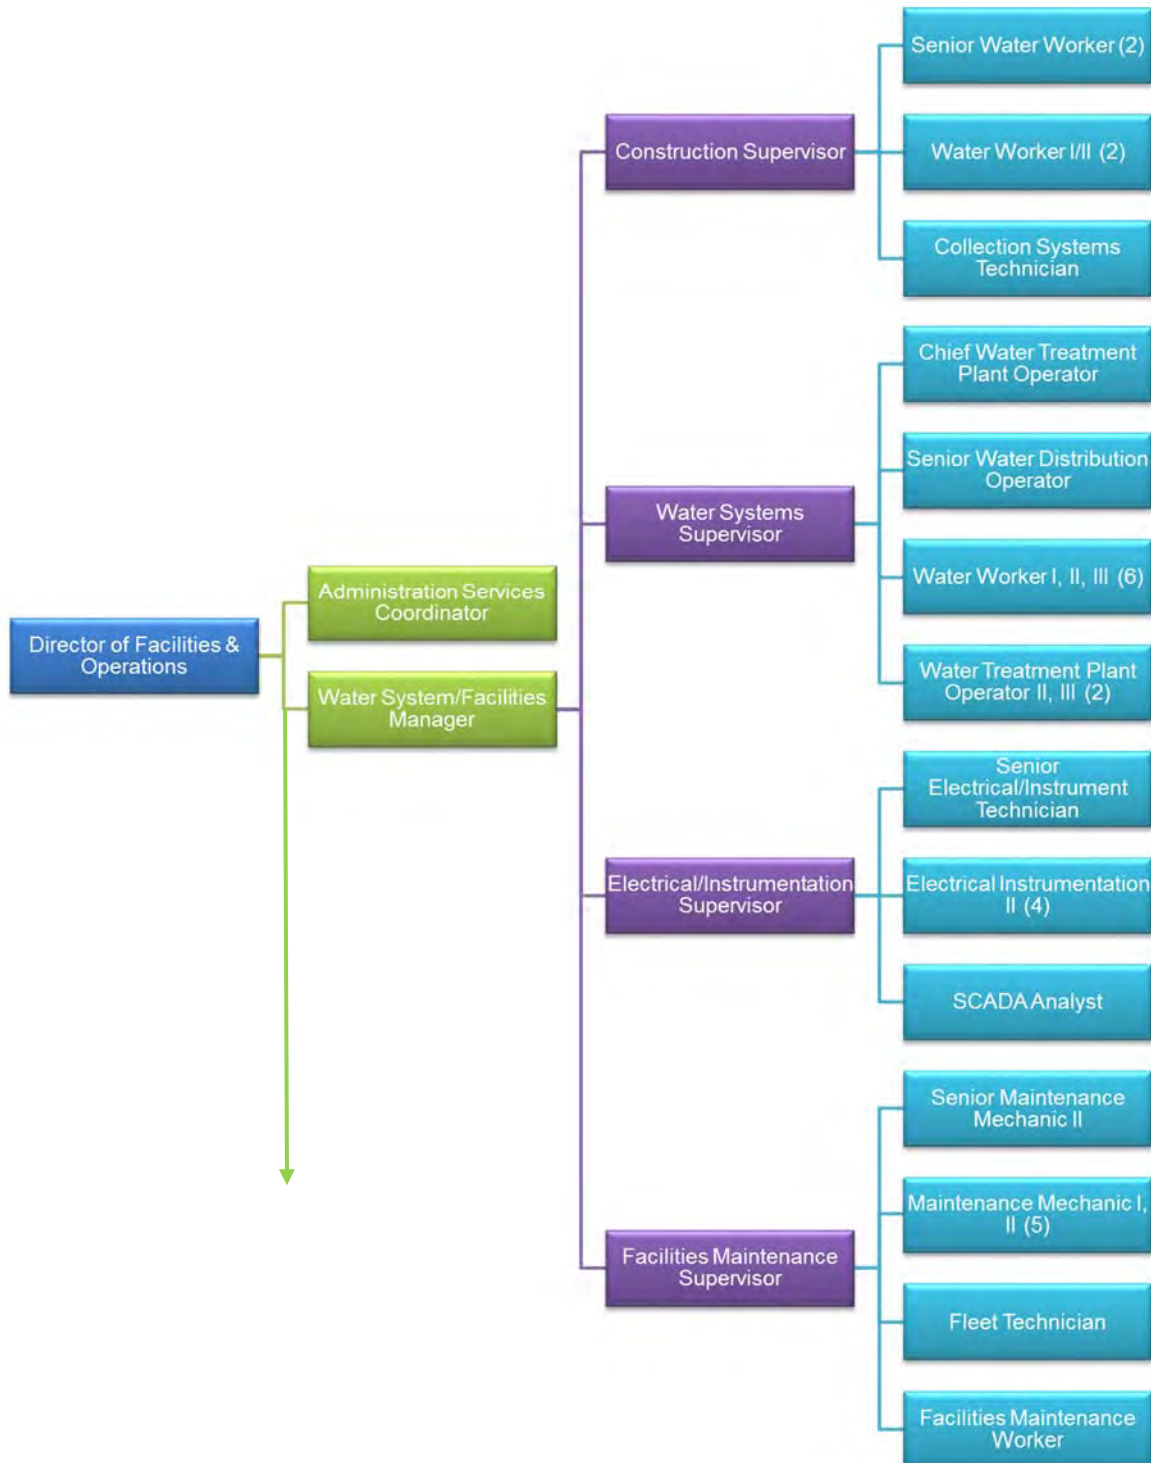 Director of Facilities &
Operations
Administration Services
Coordinator
Water System/Facilities
Manager
Construction Supervisor
Senior Water Worker (2)
Water Worker I/II (2)
Collection Systems
Technician
Water Systems
Supervisor
Chief Water Treatment
Plant Operator
Senior Water Distribution
Operator
Water Worker I, II, III (6)
Water Treatment Plant
Operator II, III (2)
Electrical/Instrumentation
Supervisor
Senior
Electrical/Instrument
Technician
Electrical Instrumentation
II (4)
SCADA Analyst
Facilities Maintenance
Supervisor
Senior Maintenance
Mechanic II
Maintenance Mechanic I,
II (5)
Fleet Technician
Facilities Maintenance
Worker